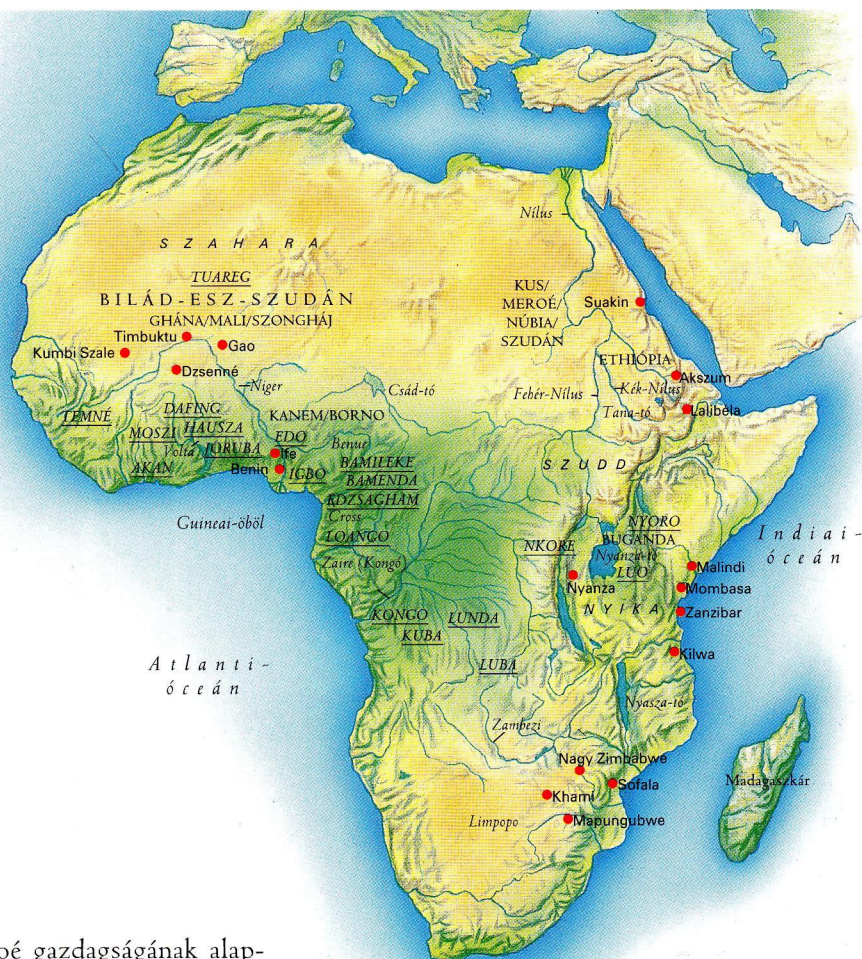 Nílus
SZAHARA
TUAREG
BILÁD-ESZ-SZUDÁN
GHÁNA/MALI/SZONGHÁJ
KUS/
MEROÉ/
NÚBIA/
SZUDÁN
Suakin
Timbuktu
Gao
Kumbi Szale
Dzsenné
Niger
Csád-tó
ETHIÓPIA
Akszum
Fehér-Nílus
Kék-Nílus
Tana-tó
Lalibela
TEMNÉ
DAFING
KANEM/BORNO
MOSZI
HAUSZA
Volta
JORUBA
EDO
Benue
Ife
AKAN
Benin
IGBO
BAMILEKE
BAMENDA
EDZSAGHAM
Cross
SZUDD
Guineai-öböl
LOANGO
Zaire (Kongó)
NKORE
NYORO
BUGANDA
Nyanza-tó
LUO
Indiai-
óceán
Malindi
Nyanza
Mombasa
NYIKA
Zanzibar
KONGO
LUNDA
KUBA
Kilwa
LUBA
Atlanti-
óceán
Nyasza-tó
Zambezi
Nagy Zimbabwe
Sofala
Madagaszkár
Khami
Limpopo
Mapungubwe
oé gazdagságának alap-